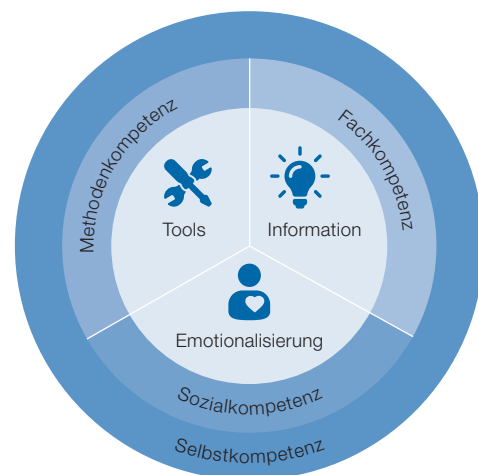 Methodenkompetenz
Fachkompetenz
Tools
Information
Emotionalisierung
Sozialkompetenz
Selbstkompetenz